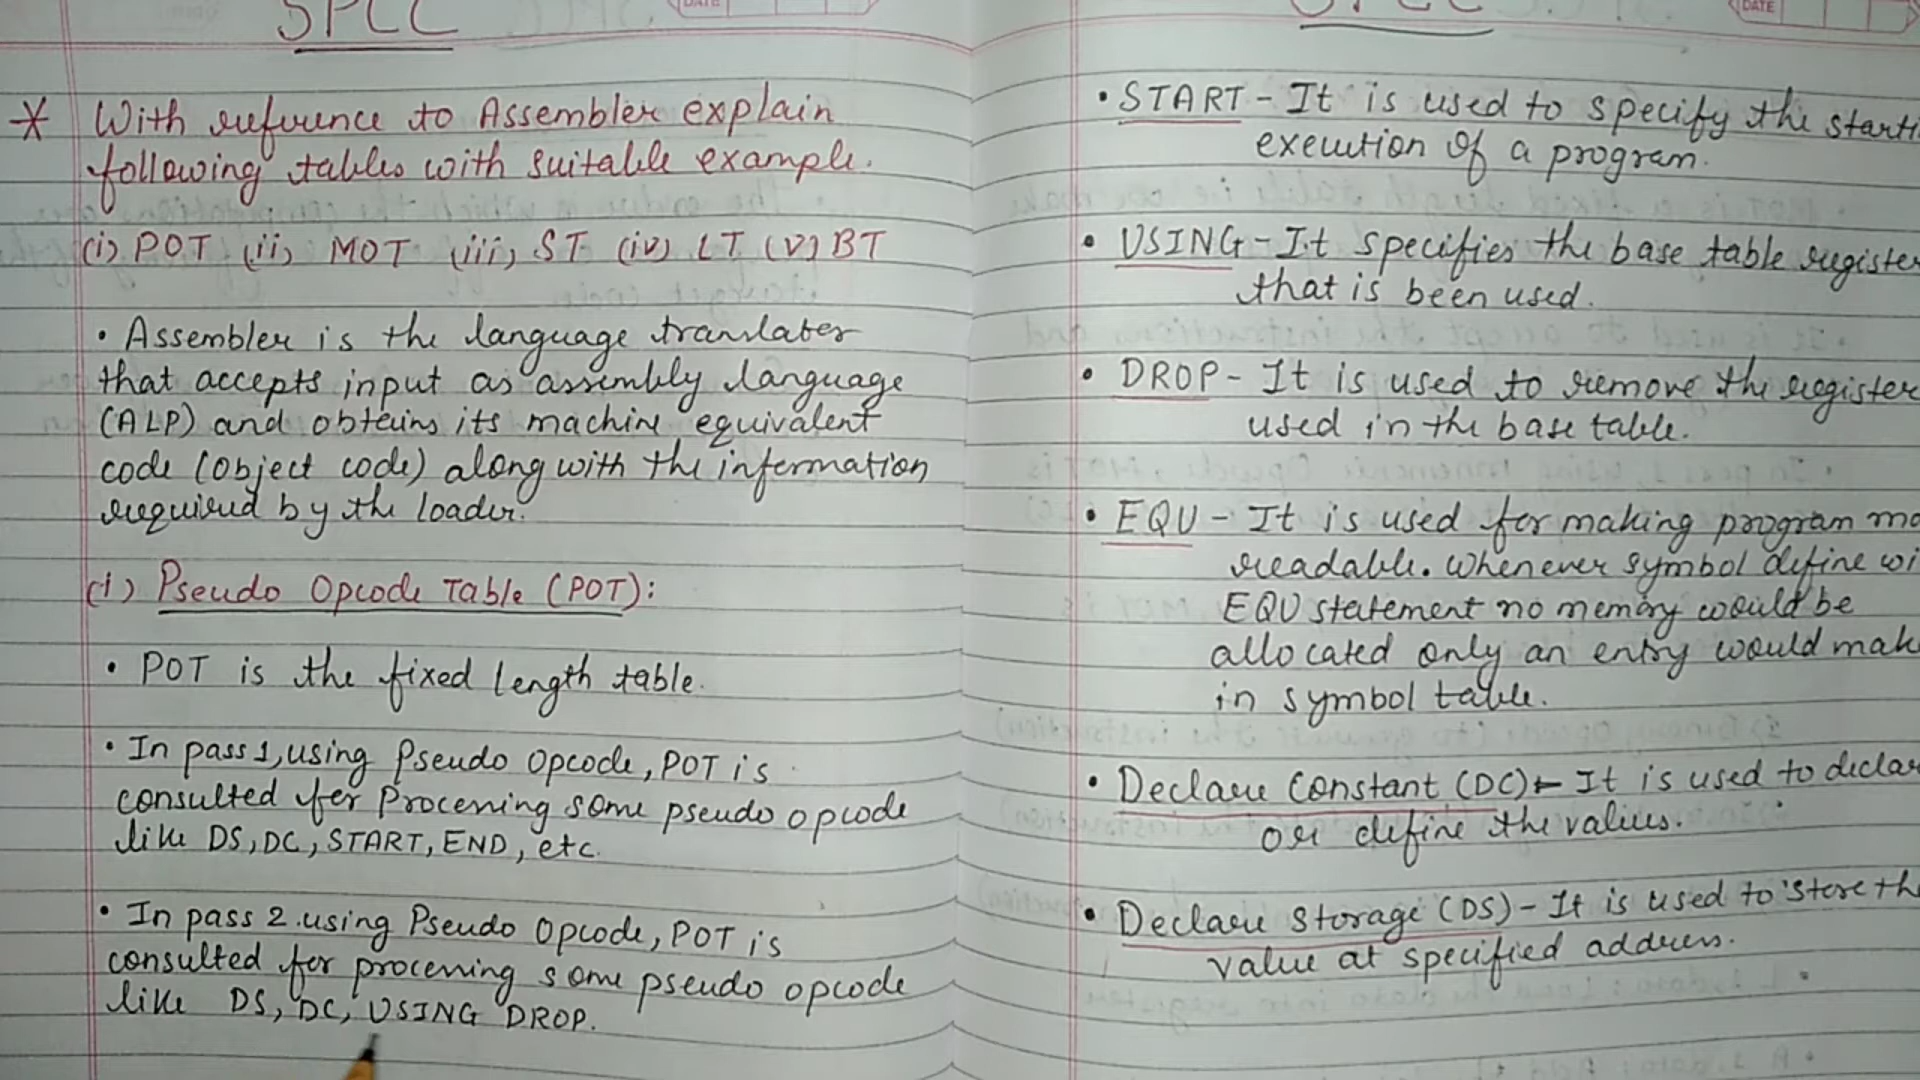 SPCC
DATE
* With reference to Assembler explain
following tables with suitable example.
(i) POT (ii) MOT (iii) ST (iv) LT (v) BT
• Assembler is the language translater
that accepts input as assembly language
(ALP) and obtains its machine equivalent
code (object code) along with the information
required by the loader.
(i) Pseudo Opcode Table (POT):
• POT is the fixed length table.
• In pass 1, using Pseudo Opcode, POT is
consulted for Processing some pseudo opcode
like DS, DC, START, END, etc.
• In pass 2. using Pseudo Opcode, POT is
consulted for processing some pseudo opcode
like DS, DC, USING DROP.
DATE
• START - It is used to specify the starti
execution of a program.
• USING - It specifies the base table registe
that is been used.
• DROP - It is used to remove the register
used in the base table.
• EQU - It is used for making program mo
readable. Whenever symbol define wi
EQU statement no memory would be
allocated only an entry would mak
in symbol table.
• Declare Constant (DC) - It is used to declar
or define the values.
• Declare Storage (DS) - It is used to store th
value at specified address.